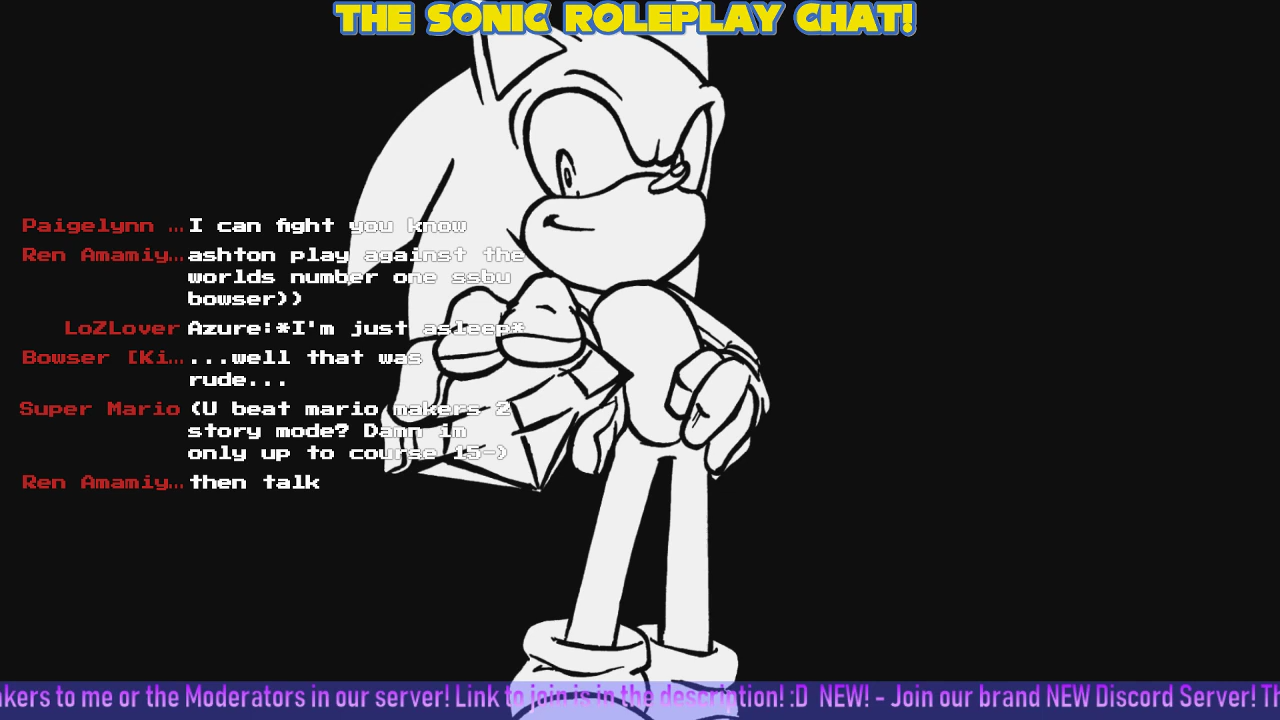 THE SONIC ROLEPLAY CHAT!
Paigelynn ... I can fight you know
Ren Amamiy... ashton play against the
worlds number one ssbu
bowser))
LoZLover Azure:*I'm just asleep*
Bowser [Ki... ...well that was
rude...
Super Mario (U beat mario makers 2
story mode? Damn im
only up to course 15-)
Ren Amamiy... then talk
kers to me or the Moderators in our server! Link to join is in the description! :D NEW! - Join our brand NEW Discord Server! Th